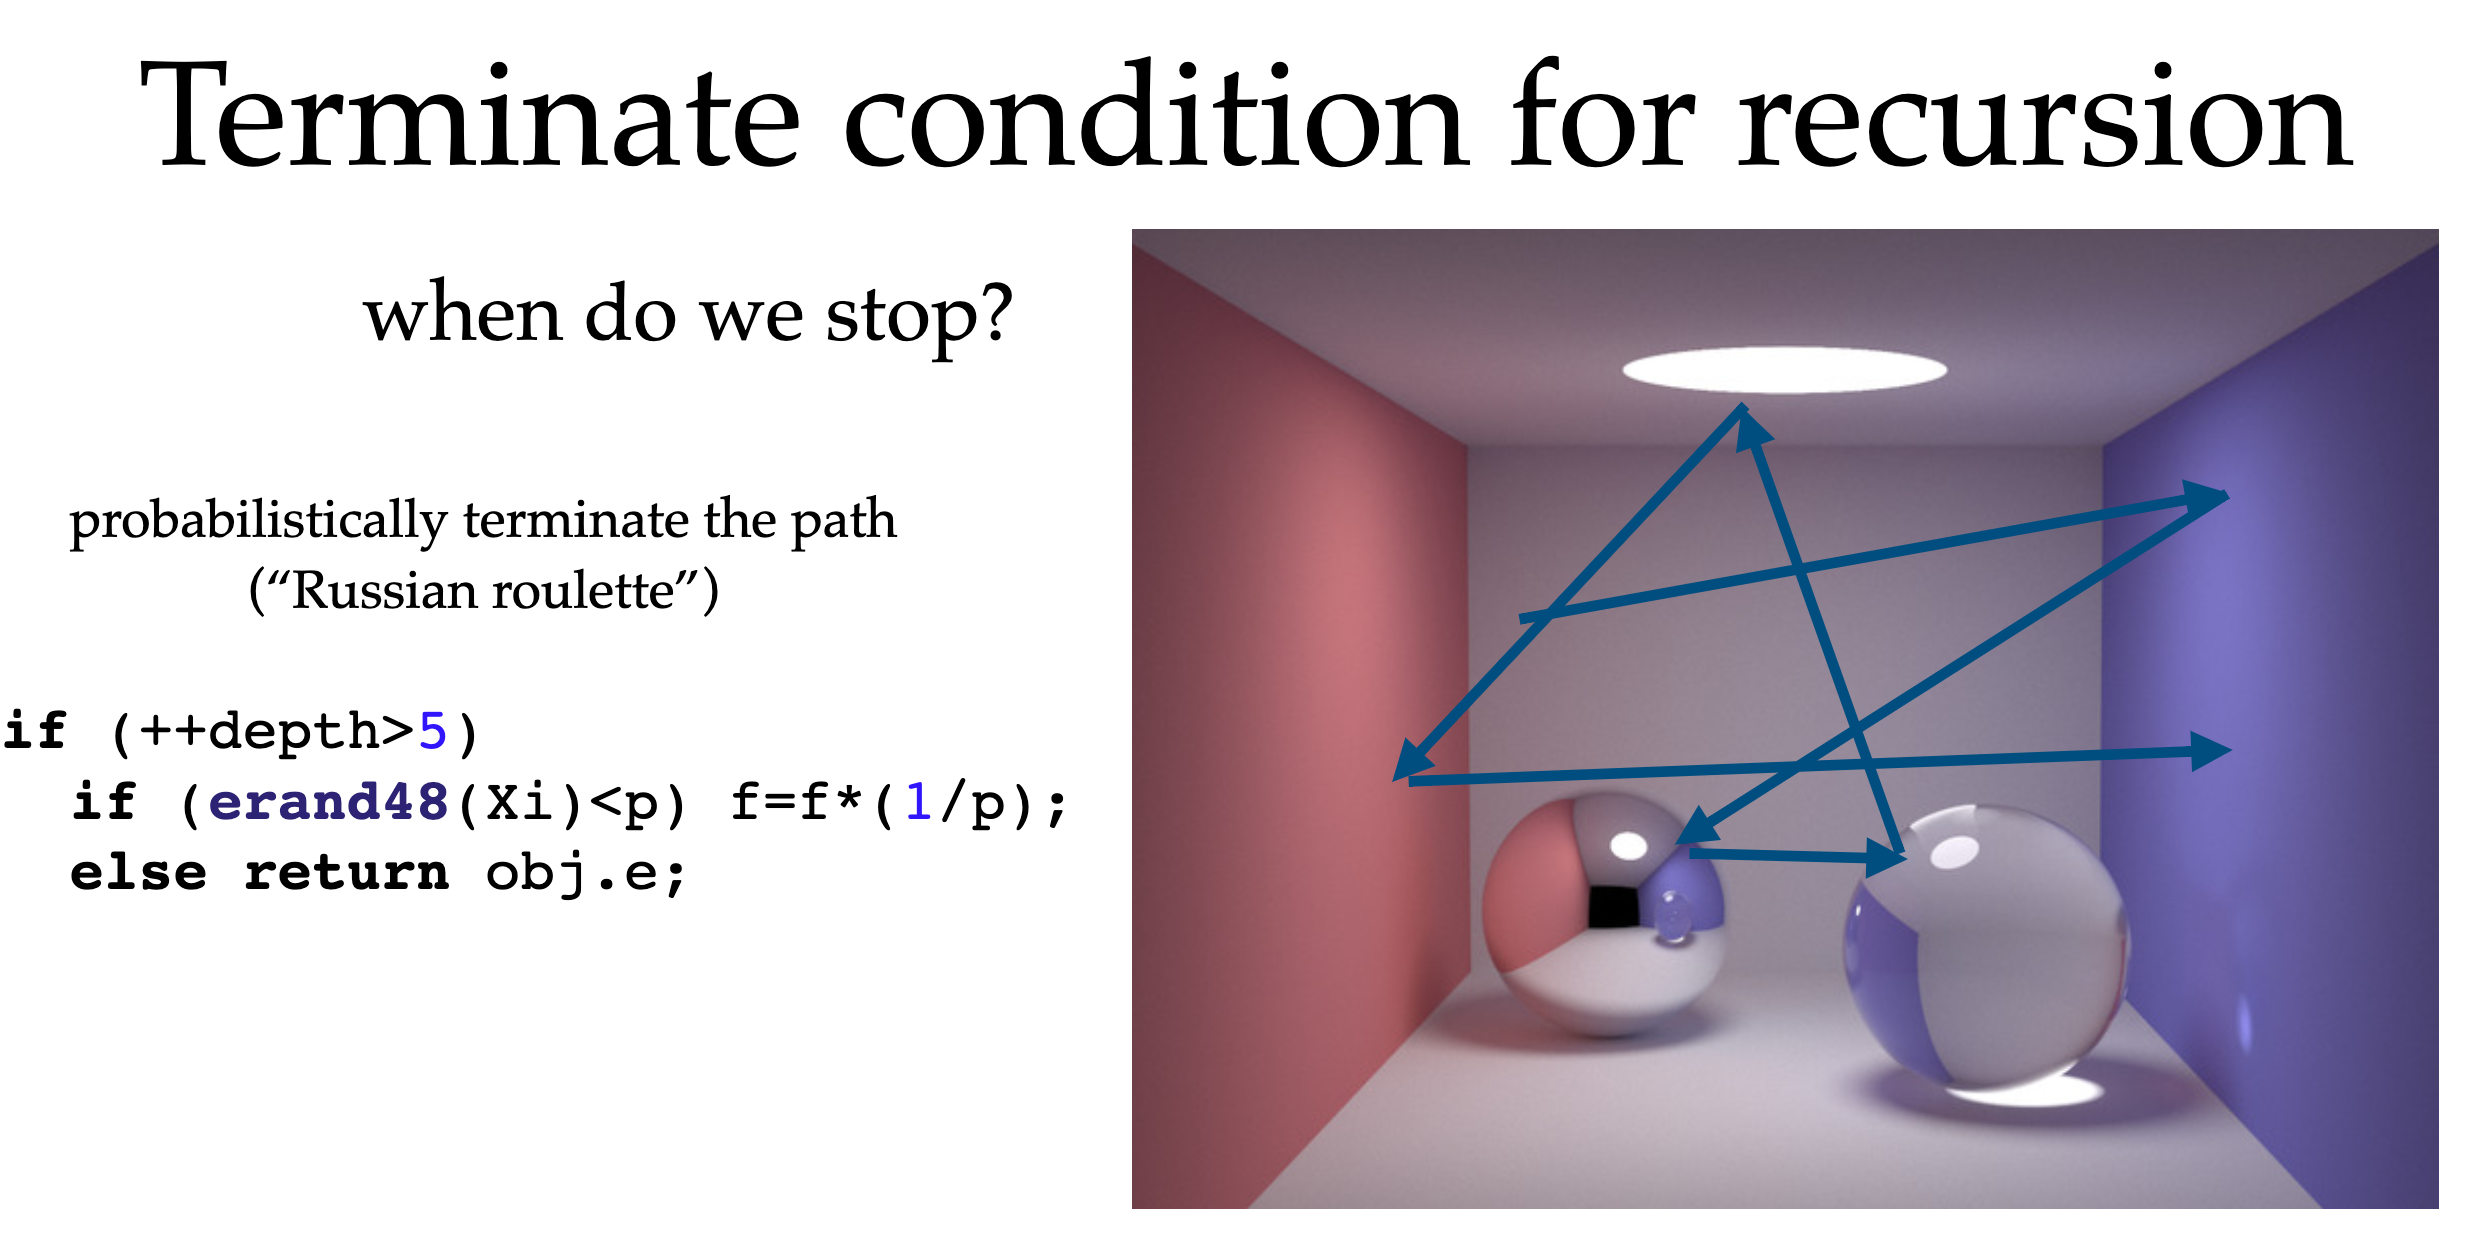 Terminate condition for recursion
when do we stop?
probabilistically terminate the path
(“Russian roulette”)
if (++depth>5)
if (erand48(Xi)<p) f=f*(1/p);
else return obj.e;